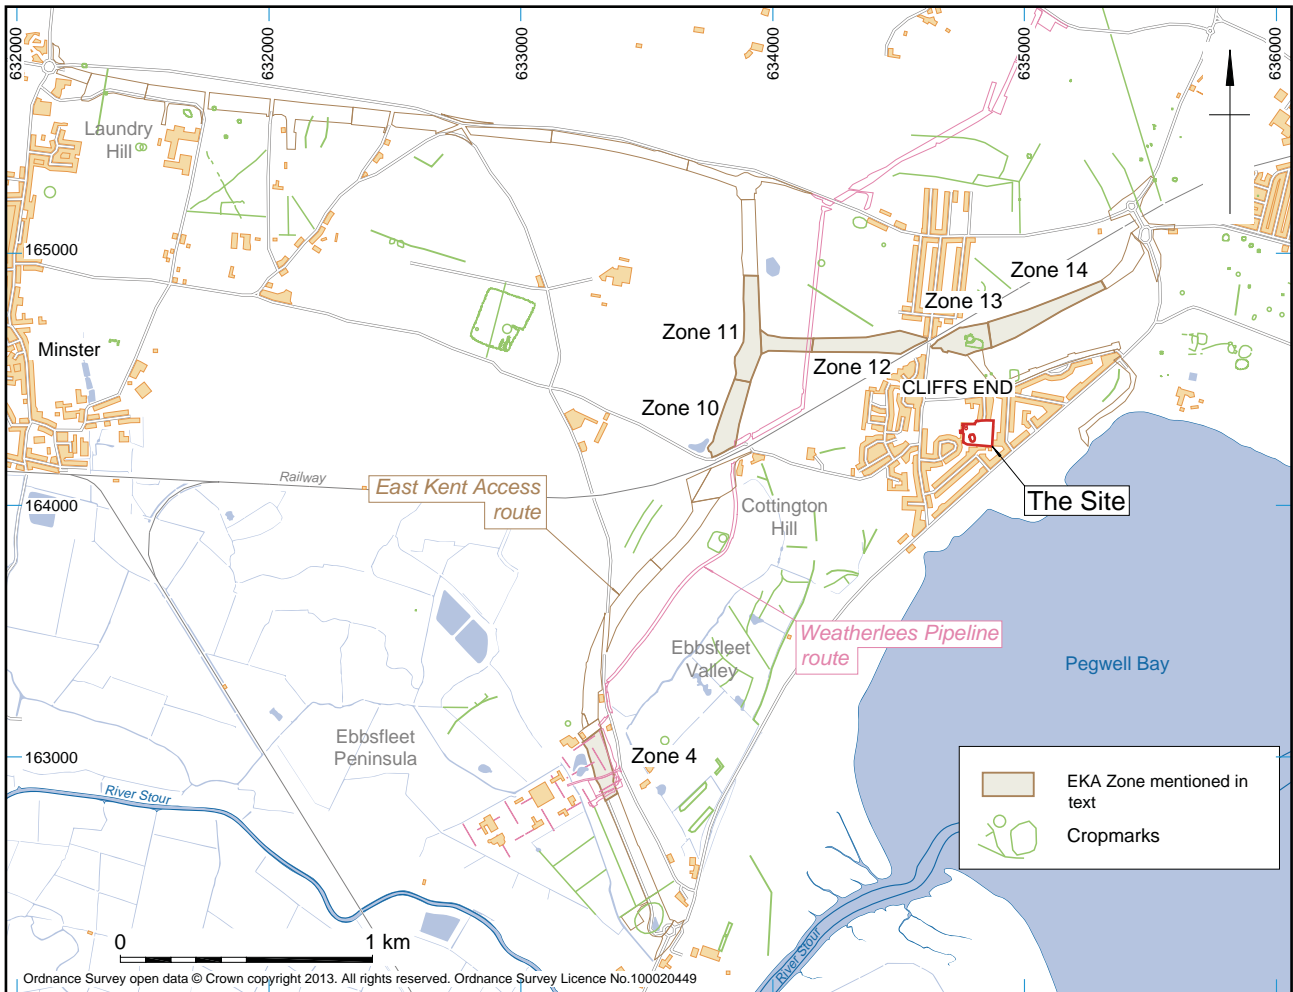 632000
632000
633000
634000
635000
636000
Laundry
Hill
165000
Zone 14
Zone 13
Zone 11
Minster
Zone 12
CLIFFS END
Zone 10
Railway
East Kent Access
route
164000
Cottington
Hill
The Site
Weatherlees Pipeline
route
Ebbsfleet
Valley
Pegwell Bay
Ebbsfleet
Peninsula
163000
Zone 4
River Stour
EKA Zone mentioned in
text
Cropmarks
River Stour
0
1 km
Ordnance Survey open data © Crown copyright 2013. All rights reserved. Ordnance Survey Licence No.100020449